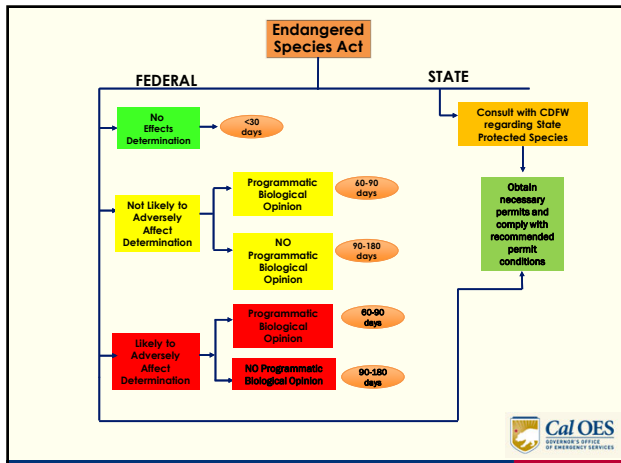 Endangered
Species Act
FEDERAL
STATE
No
Effects
Determination
<30
days
Consult with CDFW
regarding State
Protected Species
Not Likely to
Adversely
Affect
Determination
Programmatic
Biological
Opinion
60-90
days
NO
Programmatic
Biological
Opinion
90-180
days
Obtain
necessary
permits and
comply with
recommended
permit
conditions
Likely to
Adversely
Affect
Determination
Programmatic
Biological
Opinion
60-90
days
NO Programmatic
Biological Opinion
90-180
days
Cal OES
GOVERNOR'S OFFICE
OF EMERGENCY SERVICES